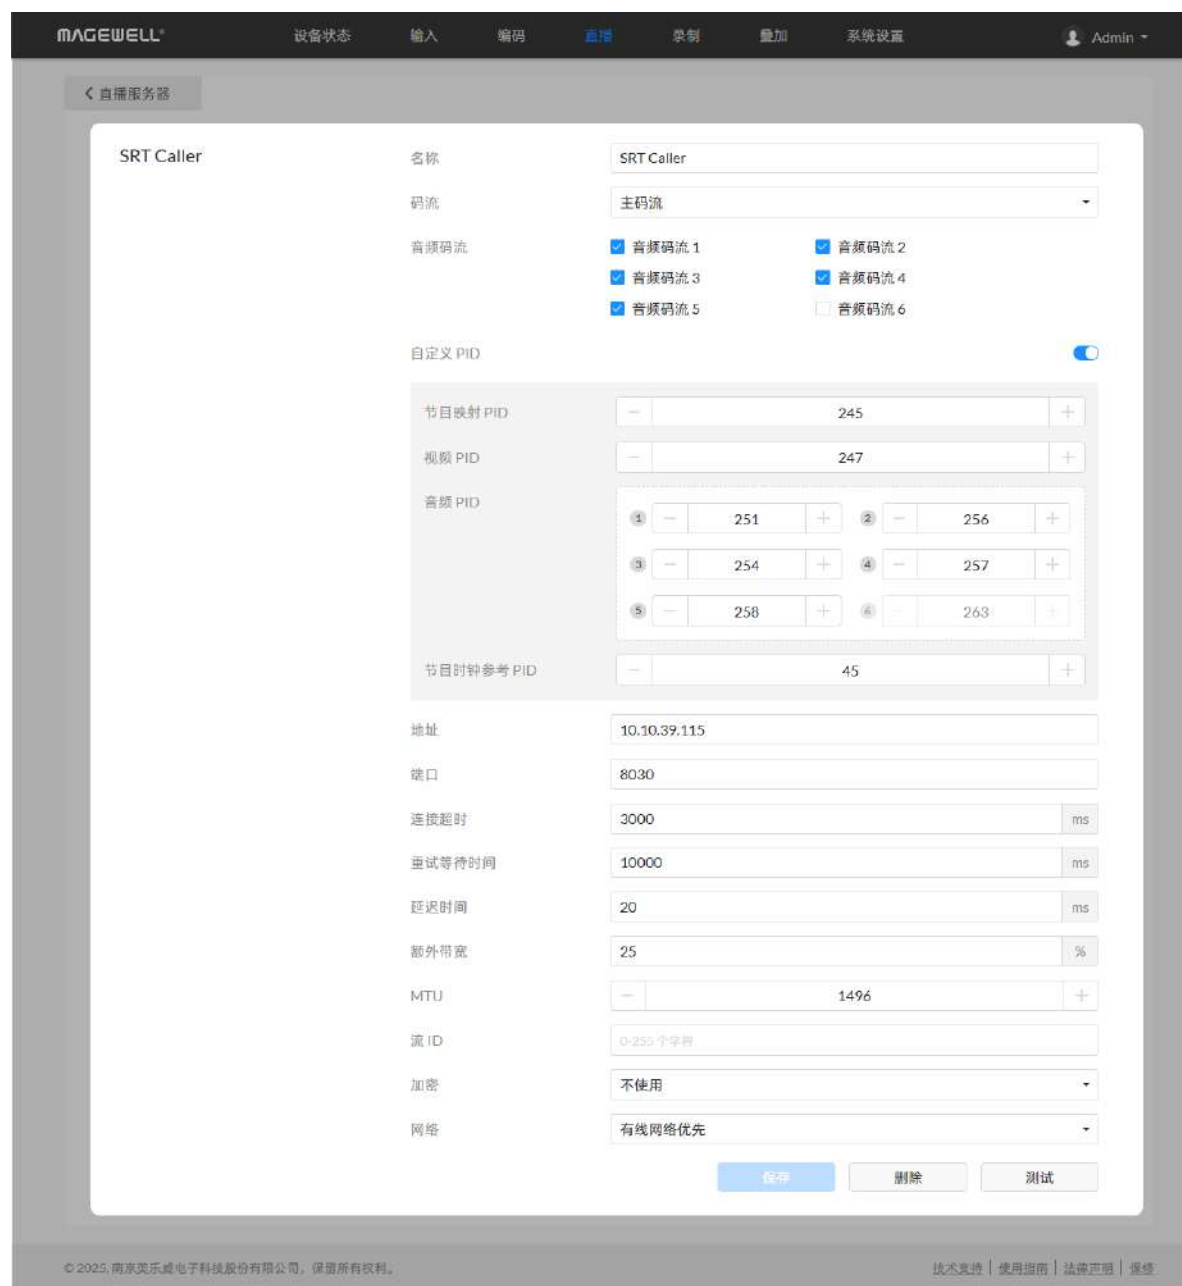 MAGEWELL 设备状态 输入 编码 直播 录制 叠加 系统设置 Admin
直播服务器
SRT Caller 名称 SRT Caller
码流 主码流
音频码流 音频码流 1 音频码流 2
音频码流 3 音频码流 4
音频码流 5 音频码流 6
自定义 PID
节目映射 PID 245
视频 PID 247
音频 PID
1 251 2 256
3 254 4 257
5 258 6 263
节目时钟参考 PID 45
地址 10.10.39.115
端口 8030
连接超时 3000 ms
重试等待时间 10000 ms
延迟时间 20 ms
额外带宽 25 %
MTU 1496
流 ID 0-255 个字符
加密 不使用
网络 有线网络优先
保存 删除 测试
© 2025, 南京美乐威电子科技股份有限公司，保留所有权利。 技术支持 | 使用指南 | 法律声明 | 保修